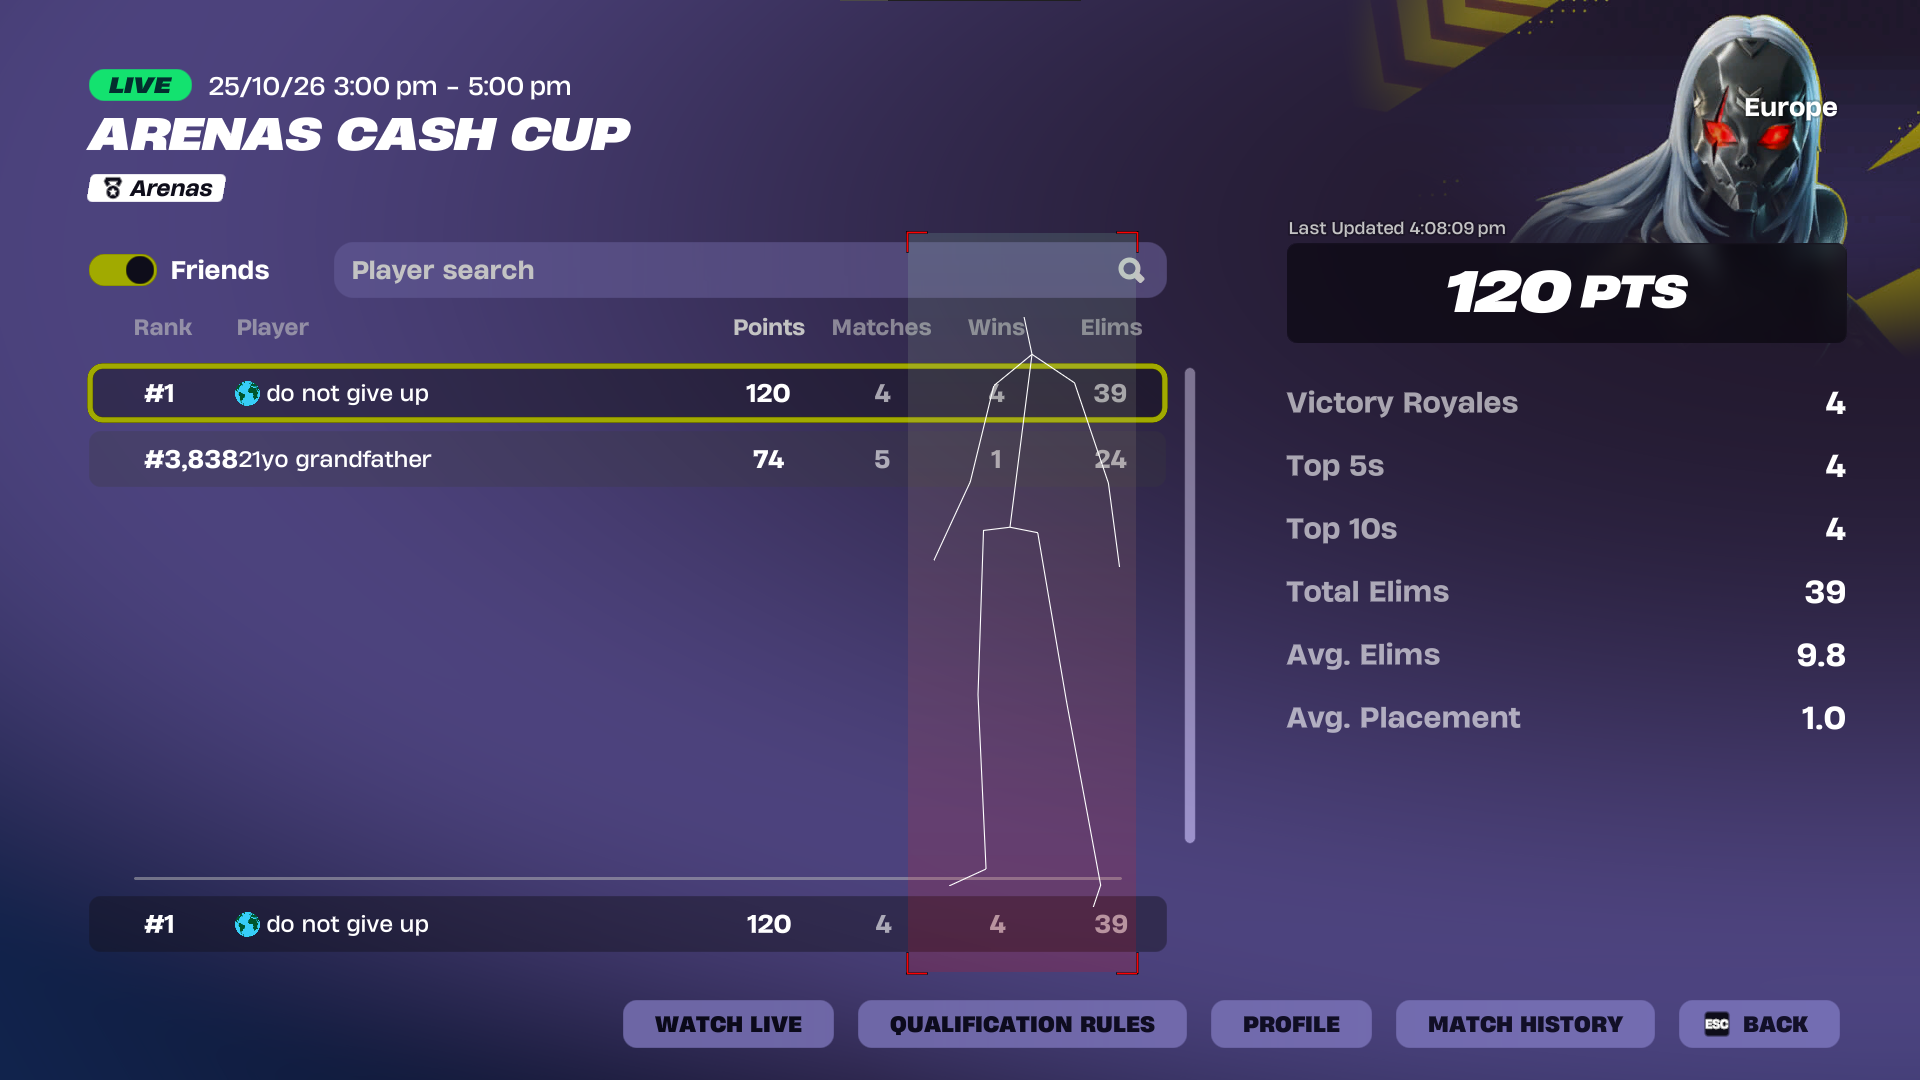 LIVE 25/10/26 3:00 pm - 5:00 pm
ARENAS CASH CUP
Arenas
Europe
Last Updated 4:08:09 pm
120 PTS
Friends
Player search
Rank Player Points Matches Wins Elims
#1 do not give up 120 4 4 39
#3,838 21yo grandfather 74 5 1 24
#1 do not give up 120 4 4 39
Victory Royales 4
Top 5s 4
Top 10s 4
Total Elims 39
Avg. Elims 9.8
Avg. Placement 1.0
WATCH LIVE
QUALIFICATION RULES
PROFILE
MATCH HISTORY
ESC BACK